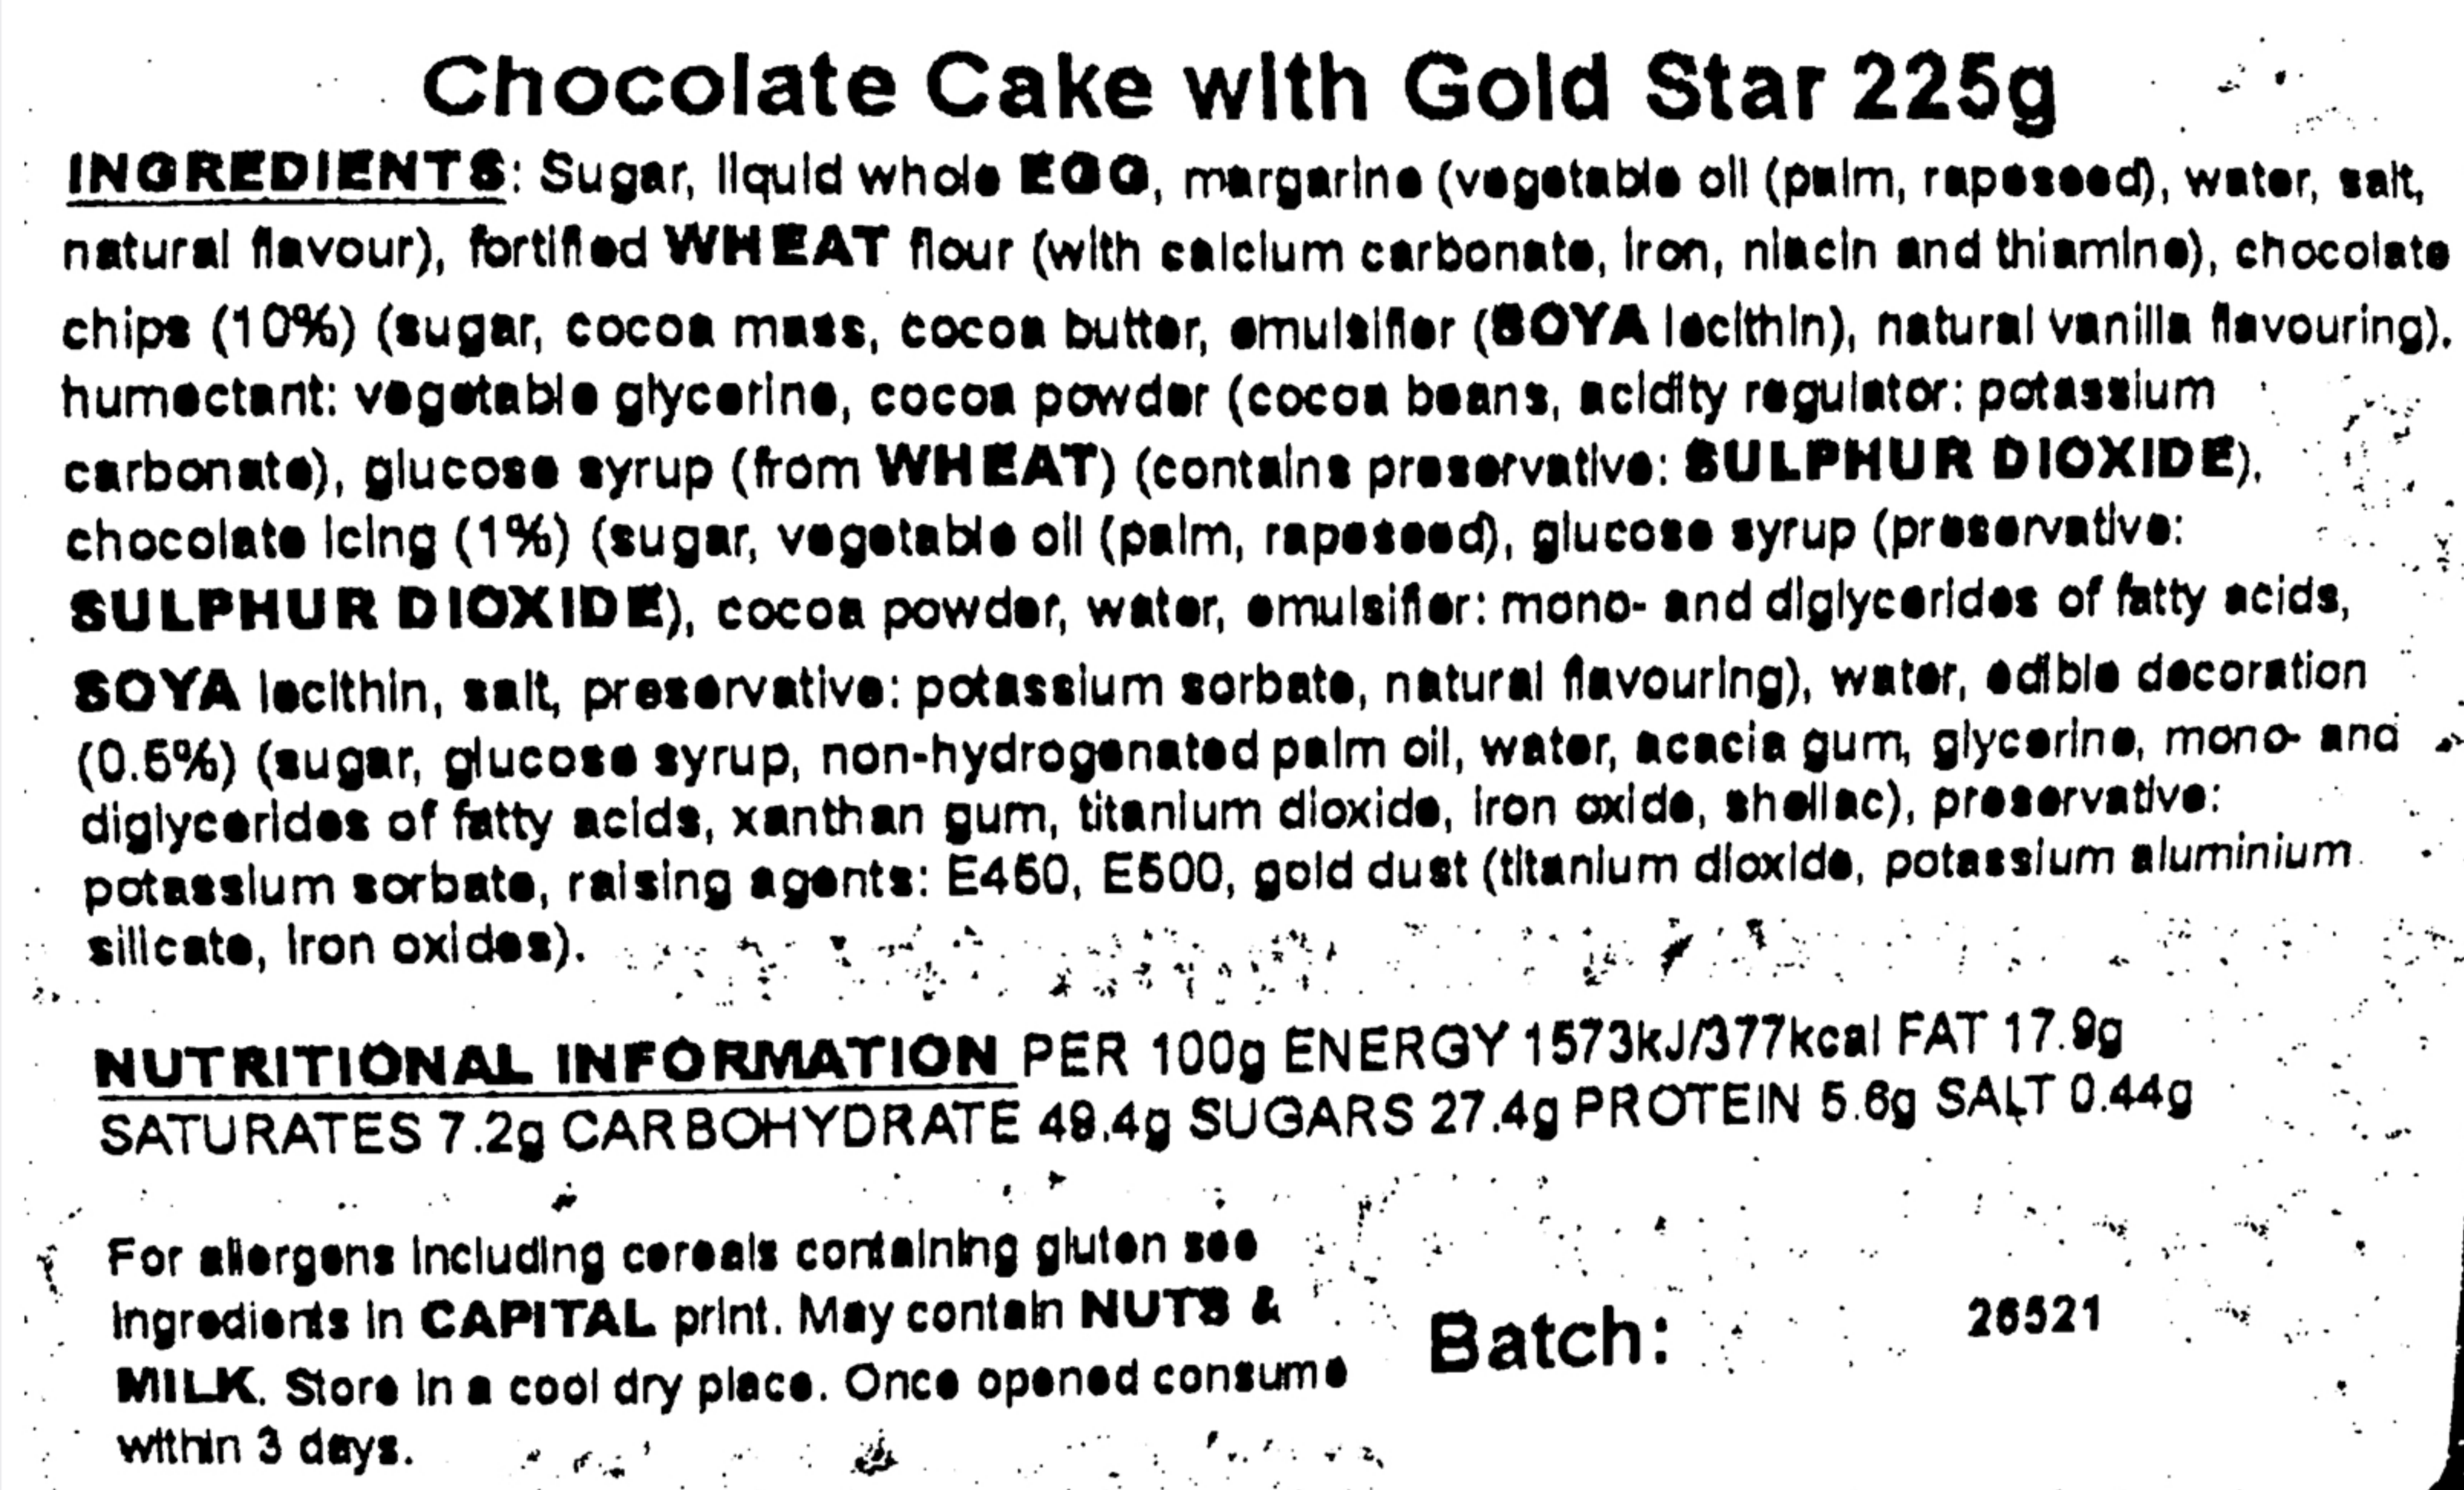 Chocolate Cake with Gold Star 225g
INGREDIENTS: Sugar, liquid whole EGG, margarine (vegetable oil (palm, rapeseed), water, salt,
natural flavour), fortified WHEAT flour (with calcium carbonate, iron, niacin and thiamine), chocolate
chips (10%) (sugar, cocoa mass, cocoa butter, emulsifier (SOYA lecithin), natural vanilla flavouring),
humectant: vegetable glycerine, cocoa powder (cocoa beans, acidity regulator: potassium
carbonate), glucose syrup (from WHEAT) (contains preservative: SULPHUR DIOXIDE),
chocolate icing (1%) (sugar, vegetable oil (palm, rapeseed), glucose syrup (preservative:
SULPHUR DIOXIDE), cocoa powder, water, emulsifier: mono- and diglycerides of fatty acids,
SOYA lecithin, salt, preservative: potassium sorbate, natural flavouring), water, edible decoration
(0.5%) (sugar, glucose syrup, non-hydrogenated palm oil, water, acacia gum, glycerine, mono- and
diglycerides of fatty acids, xanthan gum, titanium dioxide, iron oxide, shellac), preservative:
potassium sorbate, raising agents: E450, E500, gold dust (titanium dioxide, potassium aluminium
silicate, iron oxides).
NUTRITIONAL INFORMATION PER 100g ENERGY 1573kJ/377kcal FAT 17.9g
SATURATES 7.2g CARBOHYDRATE 49.4g SUGARS 27.4g PROTEIN 5.6g SALT 0.44g
For allergens including cereals containing gluten see
ingredients in CAPITAL print. May contain NUTS &
MILK. Store in a cool dry place. Once opened consume
within 3 days.
Batch: 26521